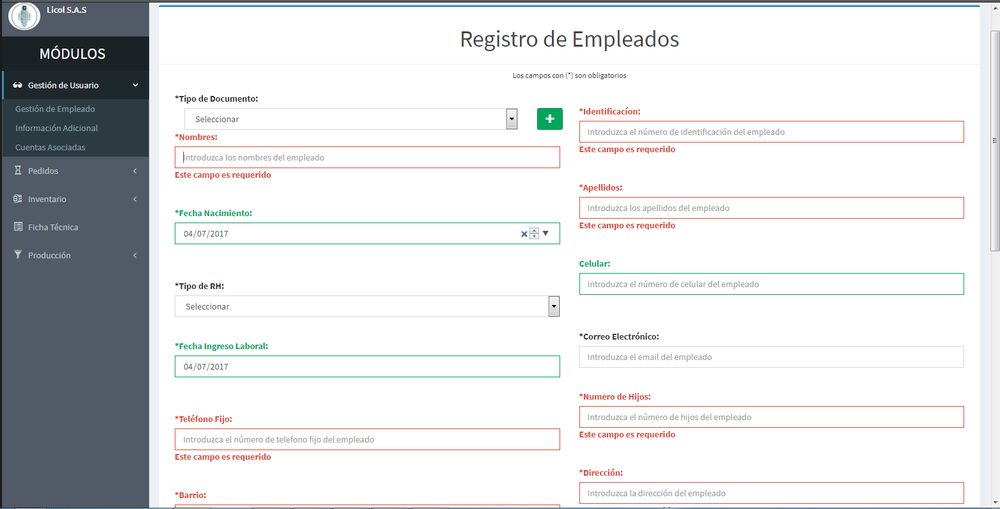 Licol S.A.S
MÓDULOS
Gestión de Usuario
Gestión de Empleado
Información Adicional
Cuentas Asociadas
Pedidos
Inventario
Ficha Técnica
Producción
Registro de Empleados
Los campos con (*) son obligatorios
*Tipo de Documento:
Seleccionar
+
*Nombres:
Introduzca los nombres del empleado
Este campo es requerido
*Fecha Nacimiento:
04/07/2017
*Tipo de RH:
Seleccionar
*Fecha Ingreso Laboral:
04/07/2017
*Teléfono Fijo:
Introduzca el número de telefono fijo del empleado
Este campo es requerido
*Barrio:
*Identificacíon:
Introduzca el número de identificación del empleado
Este campo es requerido
*Apellidos:
Introduzca los apellidos del empleado
Este campo es requerido
Celular:
Introduzca el número de celular del empleado
*Correo Electrónico:
Introduzca el email del empleado
*Numero de Hijos:
Introduzca el número de hijos del empleado
Este campo es requerido
*Dirección:
Introduzca la dirección del empleado